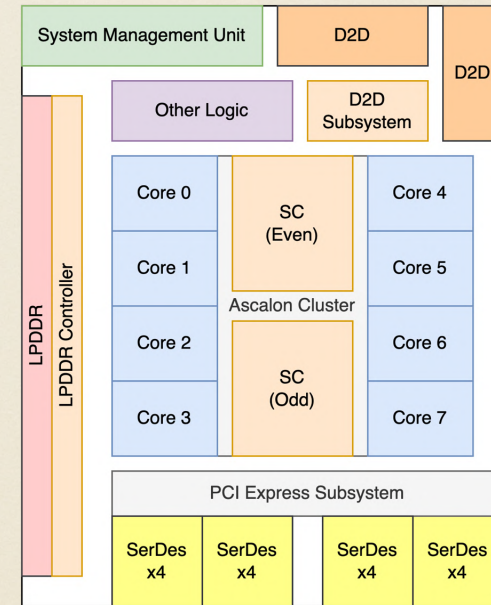 System Management Unit
D2D
D2D
Other Logic
D2D
Subsystem
LPDDR
LPDDR Controller
Core 0
Core 1
Core 2
Core 3
SC
(Even)
Ascalon Cluster
SC
(Odd)
Core 4
Core 5
Core 6
Core 7
PCI Express Subsystem
SerDes
x4
SerDes
x4
SerDes
x4
SerDes
x4